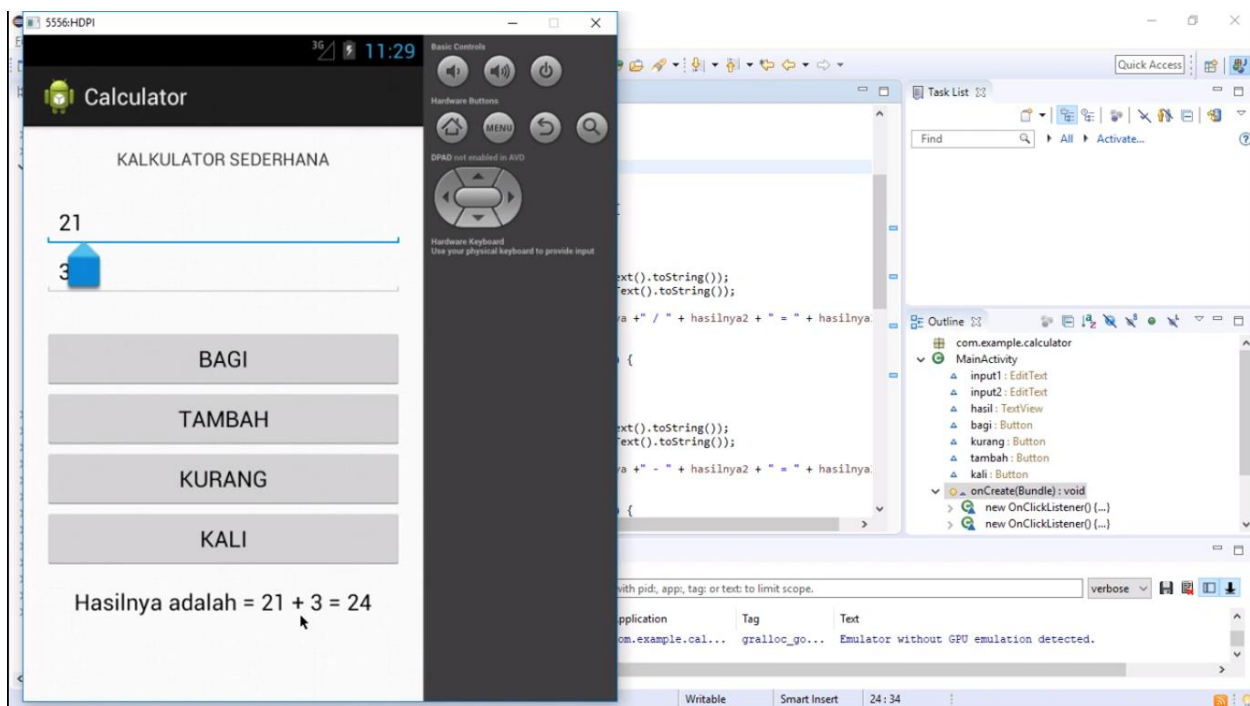 5556:HDPI
3G 11:29
Calculator
KALKULATOR SEDERHANA
21
3
BAGI
TAMBAH
KURANG
KALI
Hasilnya adalah = 21 + 3 = 24
Basic Controls
Hardware Buttons
MENU
DPAD not enabled in AVD
Hardware Keyboard
Use your physical keyboard to provide input
Quick Access
ext().toString());
ext().toString());
+" / " + hasilnya2 + " = " + hasilnya
) {
ext().toString());
ext().toString());
+" - " + hasilnya2 + " = " + hasilnya
) {
Task List
Find All Activate...
Outline
com.example.calculator
MainActivity
input1 : EditText
input2 : EditText
hasil : TextView
bagi : Button
kurang : Button
tambah : Button
kali : Button
onCreate(Bundle) : void
new OnClickListener() {...}
new OnClickListener() {...}
with pid:, app:, tag: or text: to limit scope. verbose
pplication Tag Text
om.example.cal... gralloc_go... Emulator without GPU emulation detected.
Writable Smart Insert 24 : 34